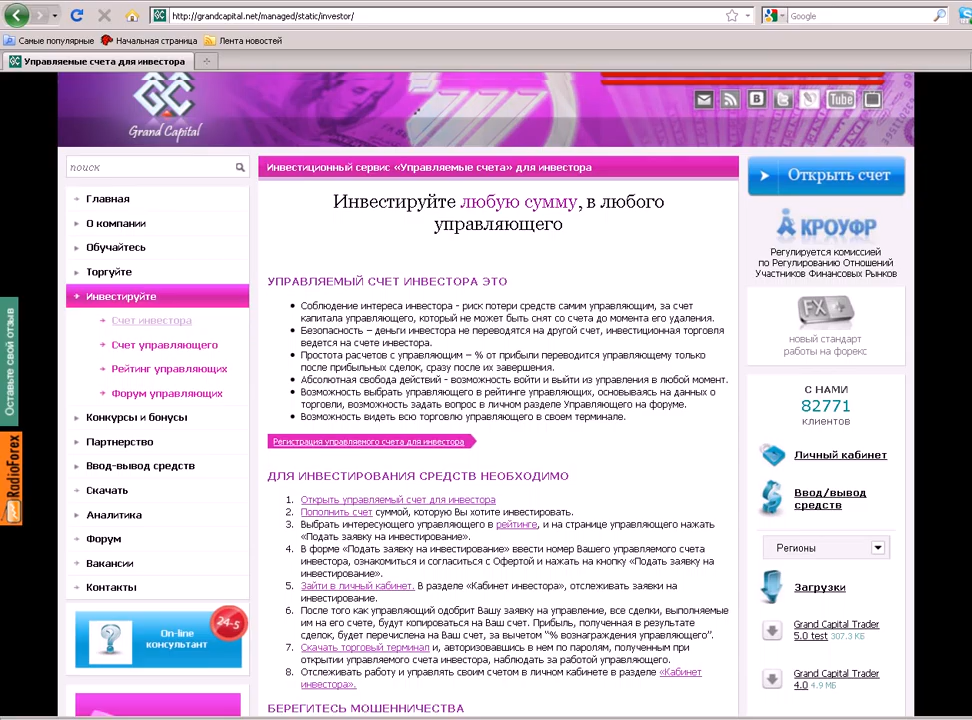 http://grandcapital.net/managed/static/investor/
Google
Самые популярные
Начальная страница
Лента новостей
Управляемые счета для инвестора
GC
Grand Capital
Tube
поиск
Главная
О компании
Обучайтесь
Торгуйте
Инвестируйте
Счет инвестора
Счет управляющего
Рейтинг управляющих
Форум управляющих
Конкурсы и бонусы
Партнерство
Ввод-вывод средств
Скачать
Аналитика
Форум
Вакансии
Контакты
On-line
консультант
24-5
Оставьте свой отзыв
RadioForex
Инвестиционный сервис «Управляемые счета» для инвестора
Инвестируйте любую сумму, в любого
управляющего
УПРАВЛЯЕМЫЙ СЧЕТ ИНВЕСТОРА ЭТО
Соблюдение интереса инвестора - риск потери средств самим управляющим, за счет
капитала управляющего, который не может быть снят со счета до момента его удаления.
Безопасность – деньги инвестора не переводятся на другой счет, инвестиционная торговля
ведется на счете инвестора.
Простота расчетов с управляющим – % от прибыли переводится управляющему только
после прибыльных сделок, сразу после их завершения.
Абсолютная свобода действий - возможность войти и выйти из управления в любой момент.
Возможность выбрать управляющего в рейтинге управляющих, основываясь на данных о
торговли, возможность задать вопрос в личном разделе Управляющего на форуме.
Возможность видеть всю торговлю управляющего в своем терминале.
Регистрация управляемого счета для инвестора
ДЛЯ ИНВЕСТИРОВАНИЯ СРЕДСТВ НЕОБХОДИМО
1. Открыть управляемый счет для инвестора
2. Пополнить счет суммой, которую Вы хотите инвестировать.
3. Выбрать интересующего управляющего в рейтинге, и на странице управляющего нажать
«Подать заявку на инвестирование».
4. В форме «Подать заявку на инвестирование» ввести номер Вашего управляемого счета
инвестора, ознакомиться и согласиться с Офертой и нажать на кнопку «Подать заявку на
инвестирование».
5. Зайти в личный кабинет. В разделе «Кабинет инвестора», отслеживать заявки на
инвестирование.
6. После того как управляющий одобрит Вашу заявку на управление, все сделки, выполняемые
им на его счете, будут копироваться на Ваш счет. Прибыль, полученная в результате
сделок, будет перечислена на Ваш счет, за вычетом "% вознаграждения управляющего".
7. Скачать торговый терминал и, авторизовавшись в нем по паролям, полученным при
открытии управляемого счета инвестора, наблюдать за работой управляющего.
8. Отслеживать работу и управлять своим счетом в личном кабинете в разделе «Кабинет
инвестора».
БЕРЕГИТЕСЬ МОШЕННИЧЕСТВА
Открыть счет
КРОУФР
Регулируется комиссией
по Регулированию Отношений
Участников Финансовых Рынков
FX +
новый стандарт
работы на форекс
С НАМИ
82771
клиентов
Личный кабинет
Ввод/вывод
средств
Регионы
Загрузки
Grand Capital Trader
5.0 test 307.3 КБ
Grand Capital Trader
4.0 4.9 МБ